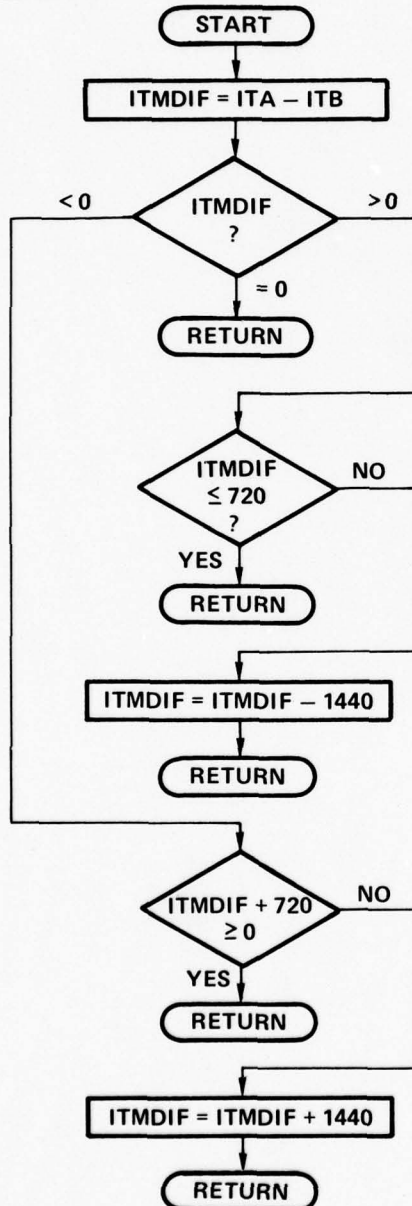 START
ITMDIF = ITA − ITB
<0
ITMDIF
?
>0
= 0
RETURN
ITMDIF
≤ 720
?
NO
YES
RETURN
ITMDIF = ITMDIF − 1440
RETURN
ITMDIF + 720
≥ 0
NO
YES
RETURN
ITMDIF = ITMDIF + 1440
RETURN